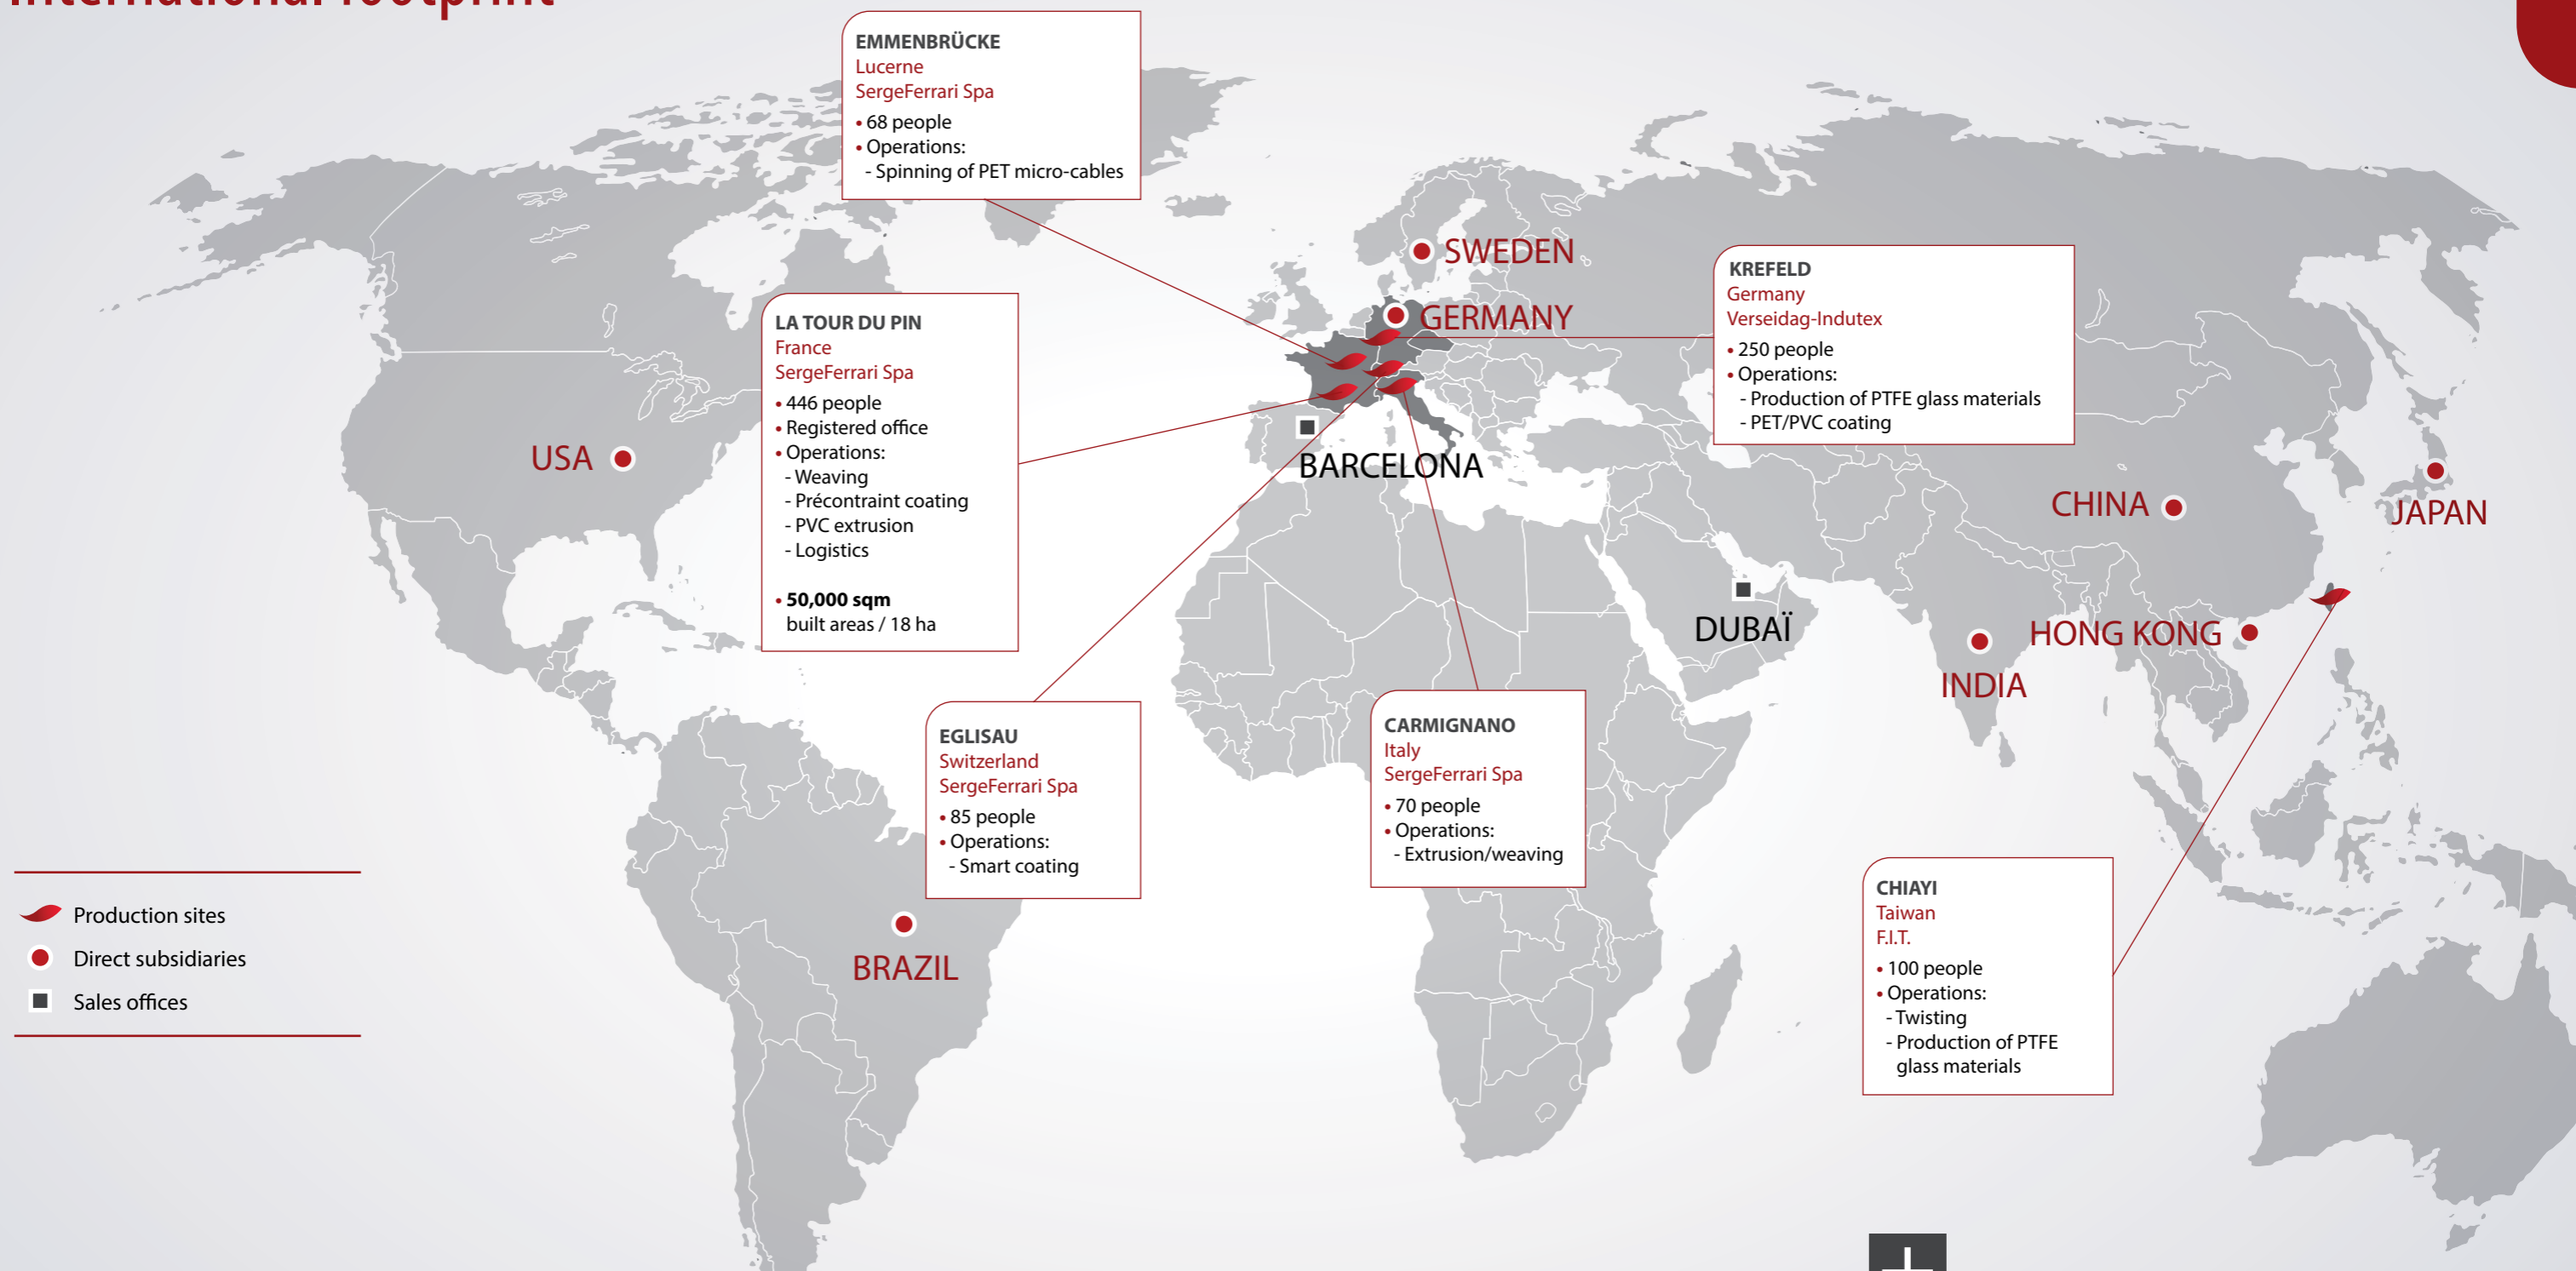 International footprint
EMMENBRÜCKE
Lucerne
SergeFerrari Spa
• 68 people
• Operations:
- Spinning of PET micro-cables
SWEDEN
GERMANY
KREFELD
Germany
Verseidag-Indutex
• 250 people
• Operations:
- Production of PTFE glass materials
- PET/PVC coating
LA TOUR DU PIN
France
SergeFerrari Spa
• 446 people
• Registered office
• Operations:
- Weaving
- Précontraint coating
- PVC extrusion
- Logistics
• 50,000 sqm
built areas / 18 ha
USA
BARCELONA
CHINA
JAPAN
DUBAÏ
HONG KONG
INDIA
EGLISAU
Switzerland
SergeFerrari Spa
• 85 people
• Operations:
- Smart coating
CARMIGNANO
Italy
SergeFerrari Spa
• 70 people
• Operations:
- Extrusion/weaving
BRAZIL
CHIAYI
Taiwan
F.I.T.
• 100 people
• Operations:
- Twisting
- Production of PTFE
glass materials
Production sites
Direct subsidiaries
Sales offices